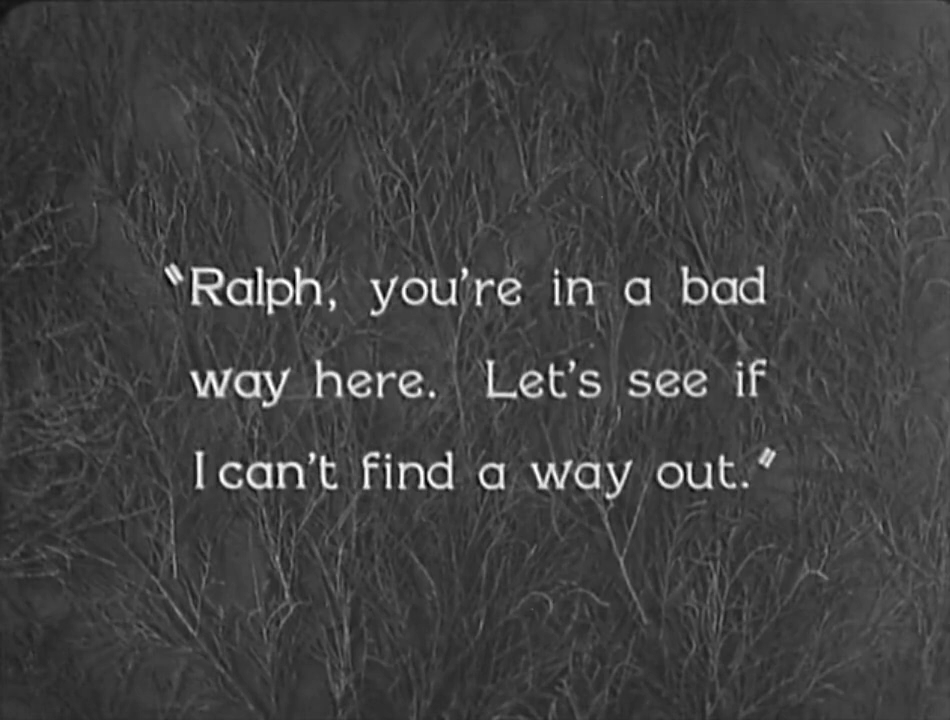 "Ralph, you're in a bad
way here. Let's see if
I can't find a way out."